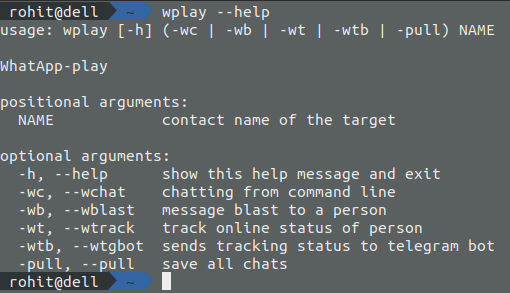 rohit@dell ~ wplay --help
usage: wplay [-h] (-wc | -wb | -wt | -wtb | -pull) NAME
WhatApp-play
positional arguments:
NAME contact name of the target
optional arguments:
-h, --help show this help message and exit
-wc, --wchat chatting from command line
-wb, --wblast message blast to a person
-wt, --wtrack track online status of person
-wtb, --wtgbot sends tracking status to telegram bot
-pull, --pull save all chats
rohit@dell ~